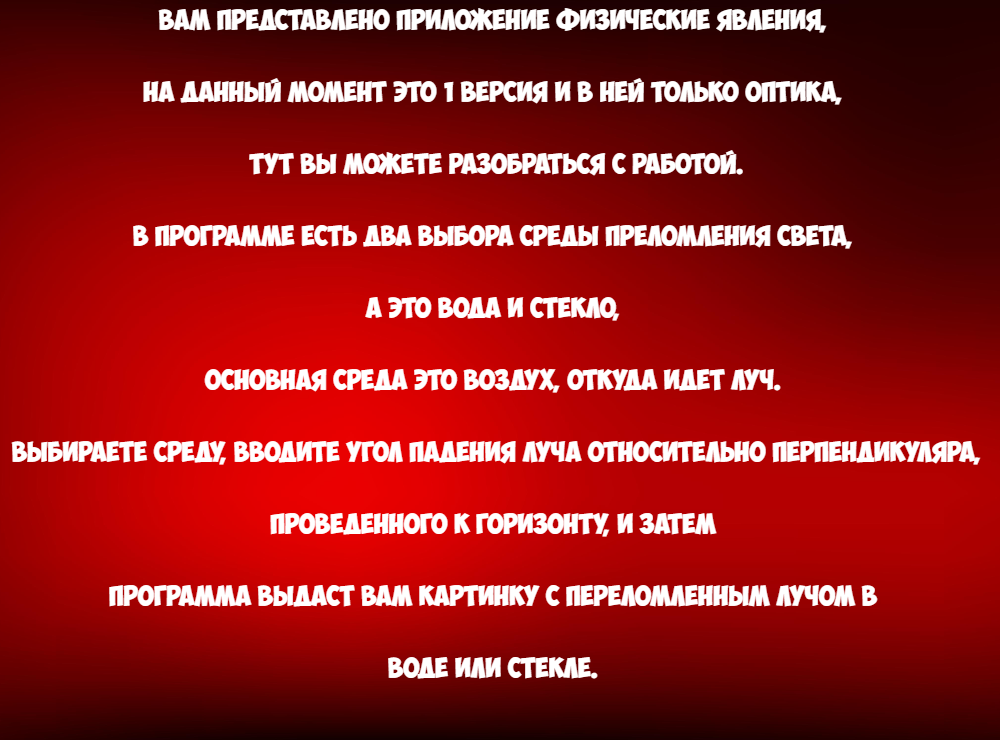 ВАМ ПРЕДСТАВЛЕНО ПРИЛОЖЕНИЕ ФИЗИЧЕСКИЕ ЯВЛЕНИЯ,
НА ДАННЫЙ МОМЕНТ ЭТО 1 ВЕРСИЯ И В НЕЙ ТОЛЬКО ОПТИКА,
ТУТ ВЫ МОЖЕТЕ РАЗОБРАТЬСЯ С РАБОТОЙ.
В ПРОГРАММЕ ЕСТЬ ДВА ВЫБОРА СРЕДЫ ПРЕЛОМЛЕНИЯ СВЕТА,
А ЭТО ВОДА И СТЕКЛО,
ОСНОВНАЯ СРЕДА ЭТО ВОЗДУХ, ОТКУДА ИДЕТ ЛУЧ.
ВЫБИРАЕТЕ СРЕДУ, ВВОДИТЕ УГОЛ ПАДЕНИЯ ЛУЧА ОТНОСИТЕЛЬНО ПЕРПЕНДИКУЛЯРА,
ПРОВЕДЕННОГО К ГОРИЗОНТУ, И ЗАТЕМ
ПРОГРАММА ВЫДАСТ ВАМ КАРТИНКУ С ПЕРЕЛОМЛЕННЫМ ЛУЧОМ В
ВОДЕ ИЛИ СТЕКЛЕ.